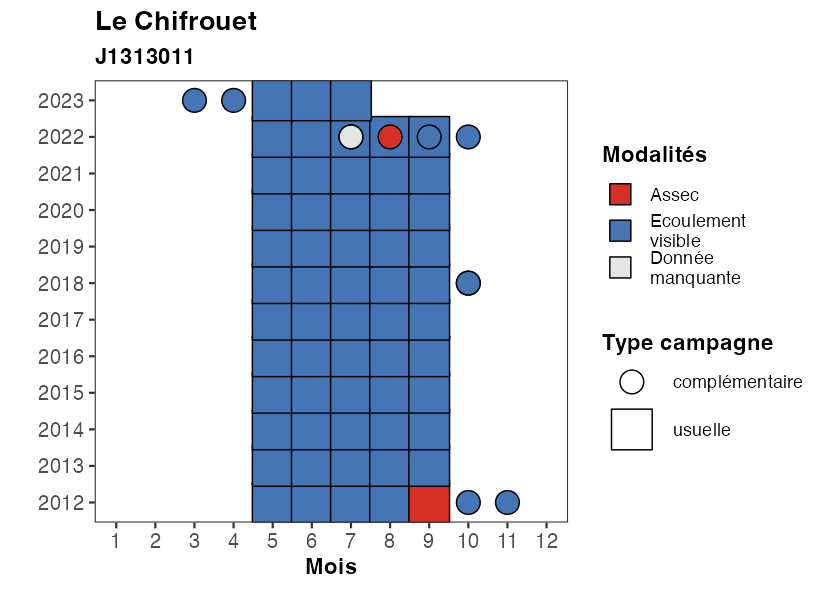 Le Chifrouet
J1313011
2023
2022
2021
2020
2019
2018
2017
2016
2015
2014
2013
2012
1 2 3 4 5 6 7 8 9 10 11 12
Mois
Modalités
Assec
Ecoulement
visible
Donnée
manquante
Type campagne
complémentaire
usuelle